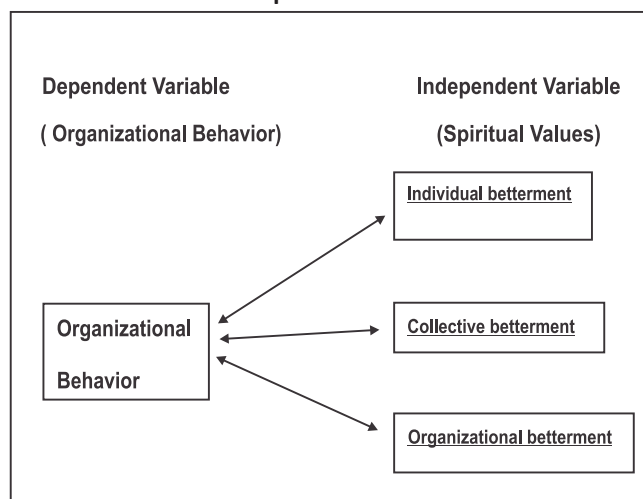 Dependent Variable
( Organizational Behavior)
Independent Variable
(Spiritual Values)
Individual betterment
Organizational
Behavior
Collective betterment
Organizational betterment